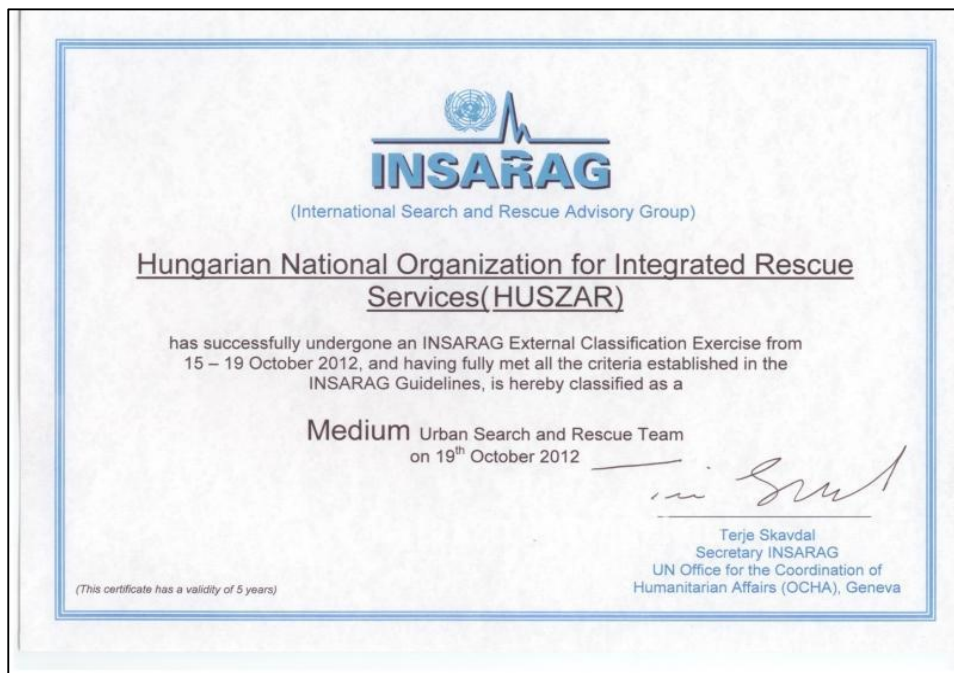 INSARAG
(International Search and Rescue Advisory Group)
Hungarian National Organization for Integrated Rescue
Services(HUSZAR)
has successfully undergone an INSARAG External Classification Exercise from
15 – 19 October 2012, and having fully met all the criteria established in the
INSARAG Guidelines, is hereby classified as a
Medium Urban Search and Rescue Team
on 19th October 2012
Terje Skavdal
Secretary INSARAG
UN Office for the Coordination of
Humanitarian Affairs (OCHA), Geneva
(This certificate has a validity of 5 years)